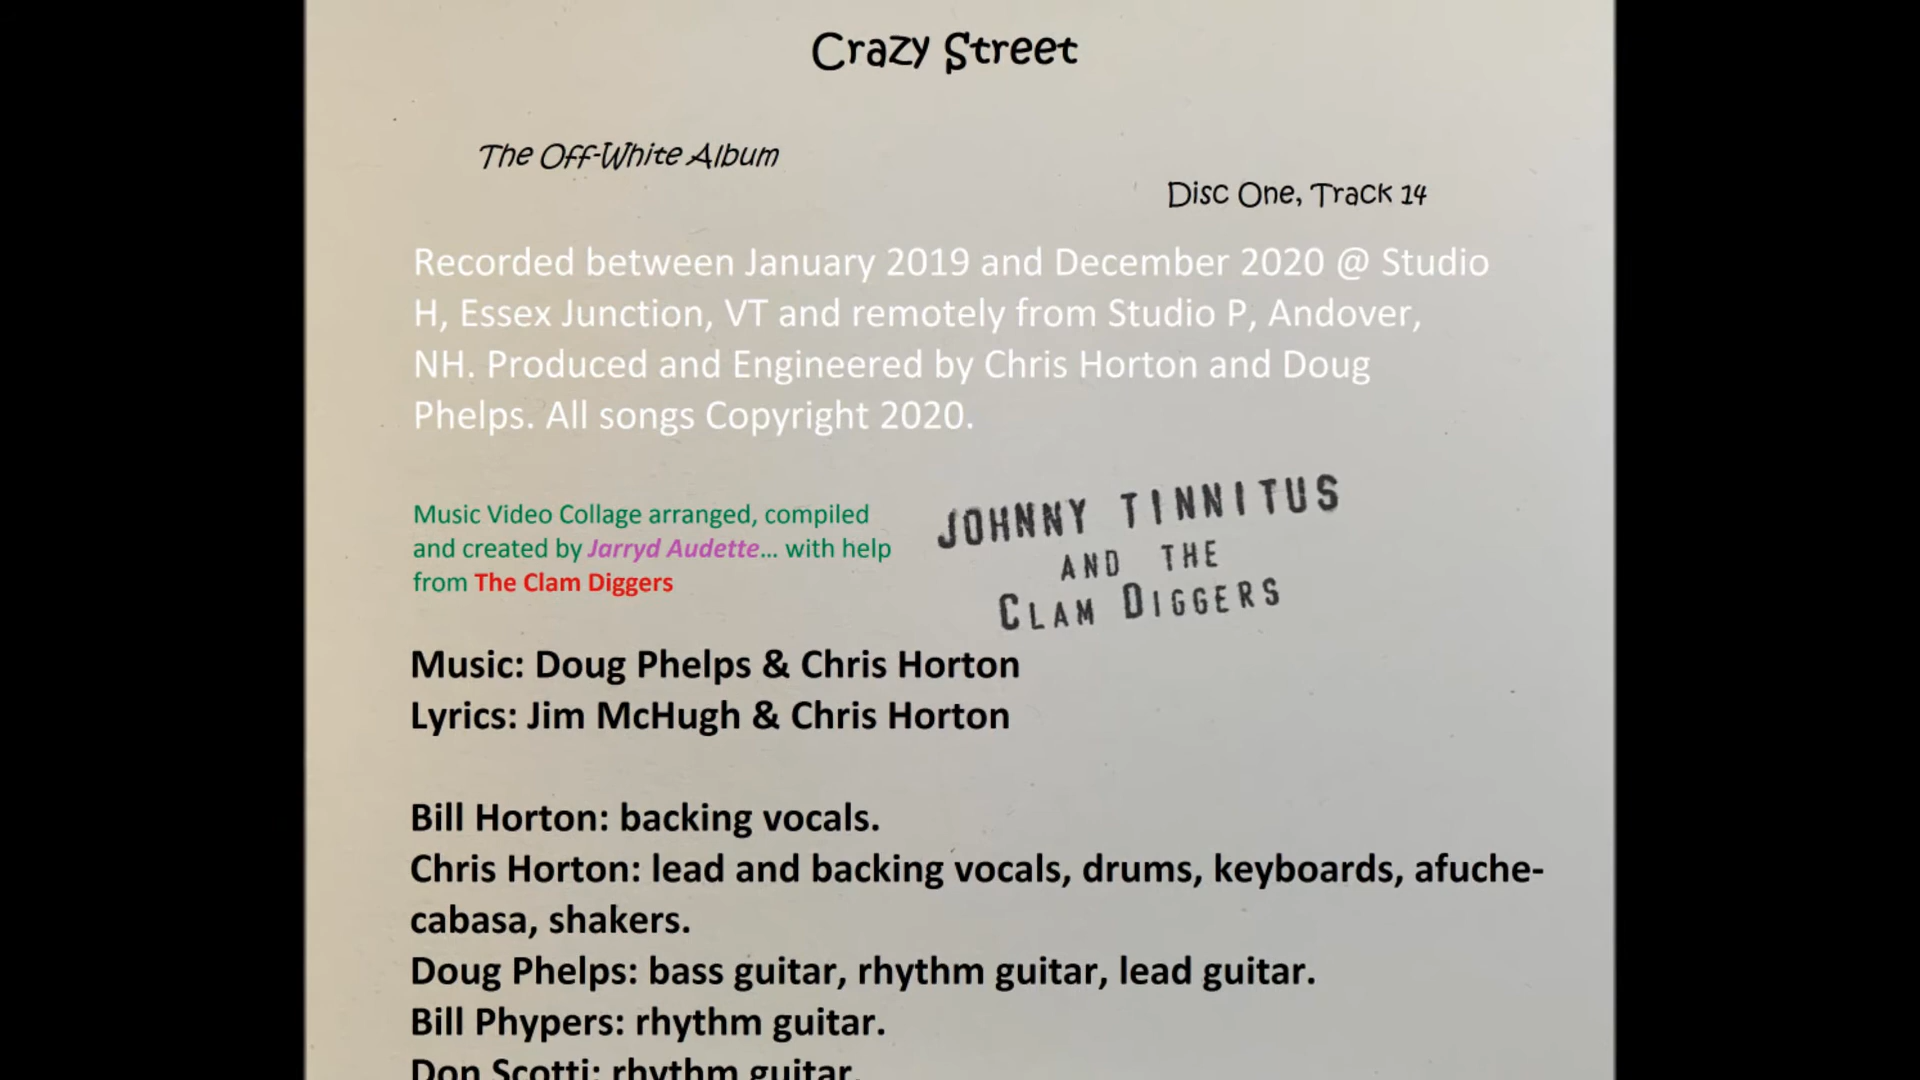 Crazy Street
The Off-White Album
Disc One, Track 14
Recorded between January 2019 and December 2020 @ Studio
H, Essex Junction, VT and remotely from Studio P, Andover,
NH. Produced and Engineered by Chris Horton and Doug
Phelps. All songs Copyright 2020.
Music Video Collage arranged, compiled
and created by Jarryd Audette... with help
from The Clam Diggers
JOHNNY TINNITUS
AND THE
CLAM DIGGERS
Music: Doug Phelps & Chris Horton
Lyrics: Jim McHugh & Chris Horton
Bill Horton: backing vocals.
Chris Horton: lead and backing vocals, drums, keyboards, afuche-
cabasa, shakers.
Doug Phelps: bass guitar, rhythm guitar, lead guitar.
Bill Phypers: rhythm guitar.
Don Scotti: rhythm guitar.